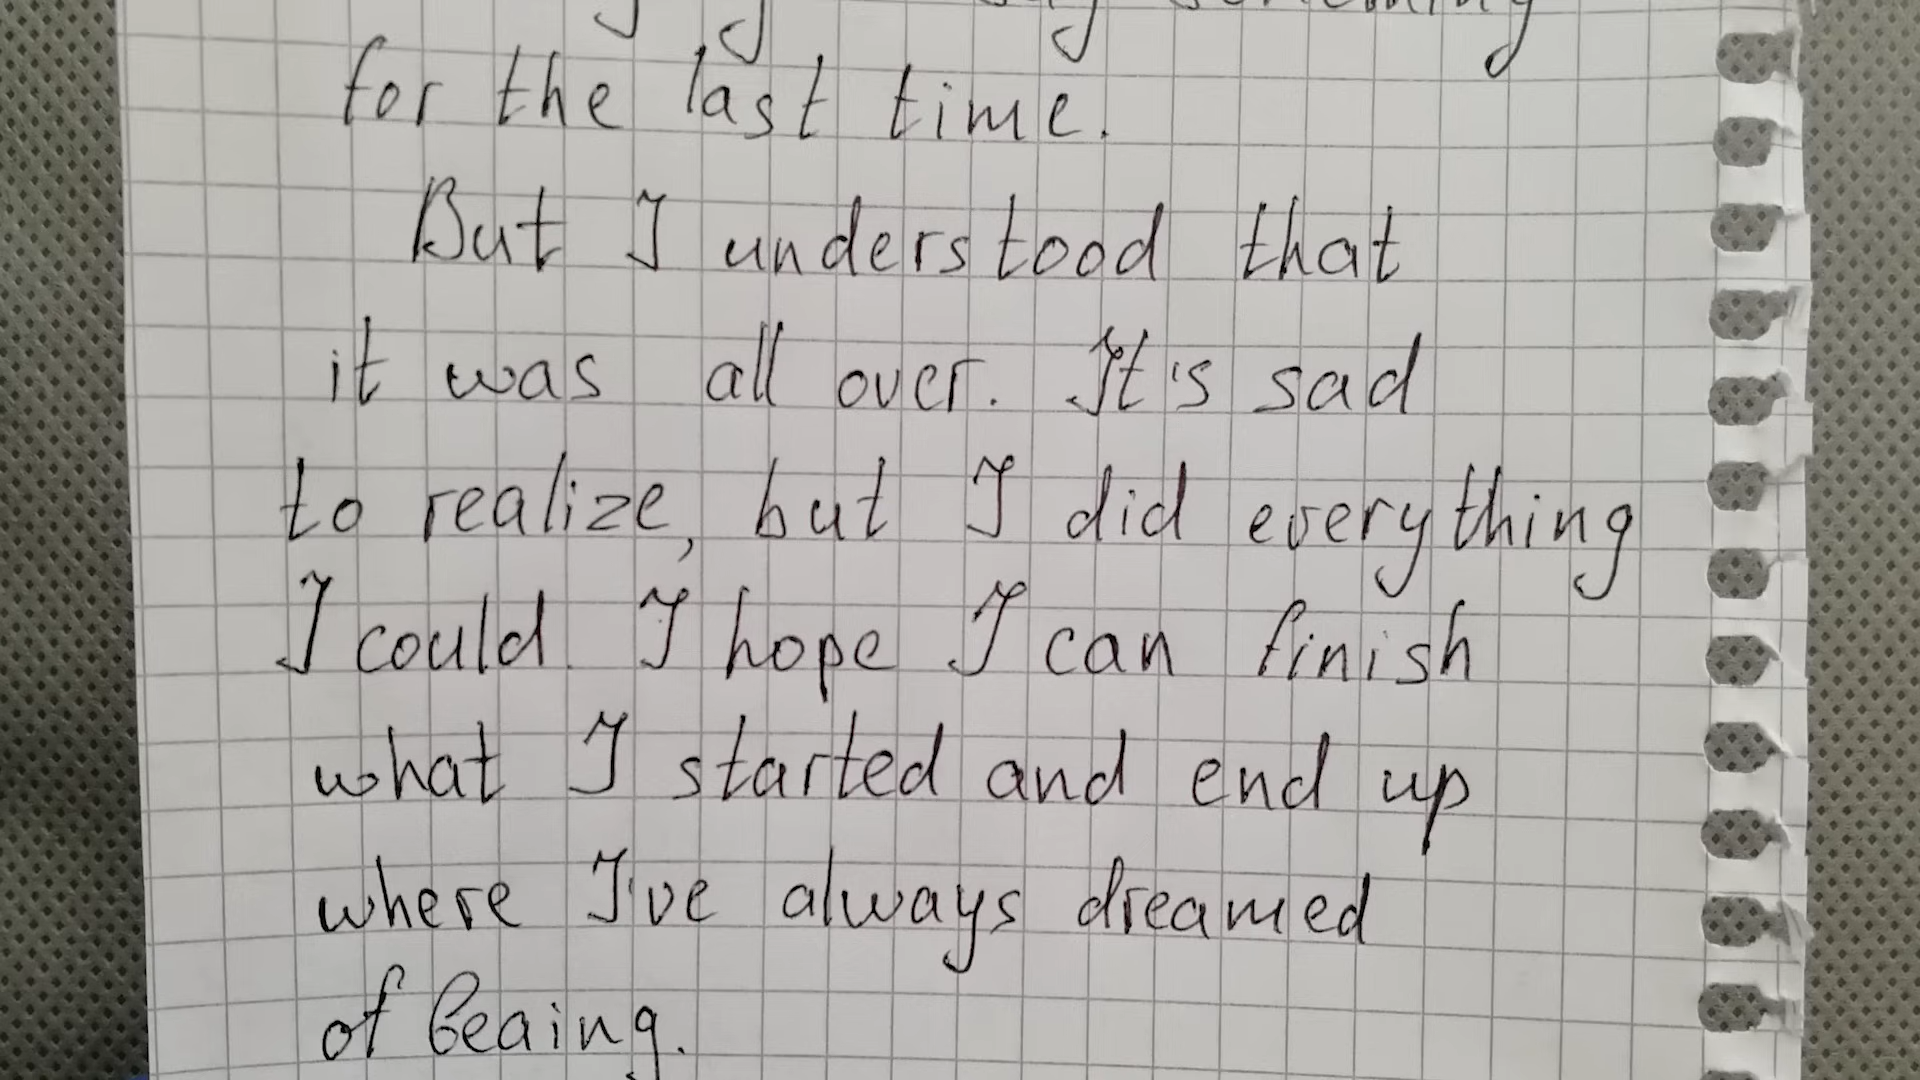 for the last time.
But I understood that
it was all over. It's sad
to realize, but I did everything
I could. I hope I can finish
what I started and end up
where I've always dreamed
of beaing.